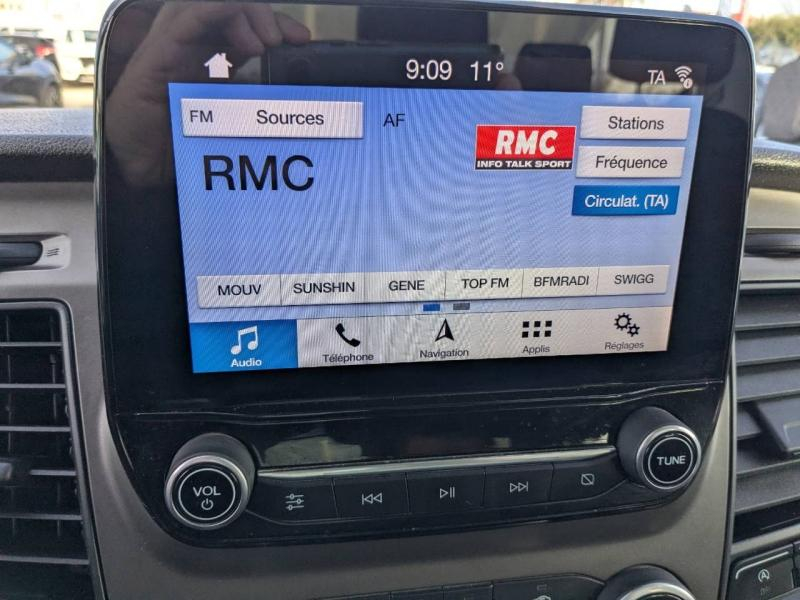 9:09 11° TA
FM Sources AF
Stations
RMC
INFO TALK SPORT
Fréquence
RMC
Circulat. (TA)
MOUV SUNSHIN GENE TOP FM BFMRADI SWIGG
Audio Téléphone Navigation Applis Réglages
VOL
TUNE
A